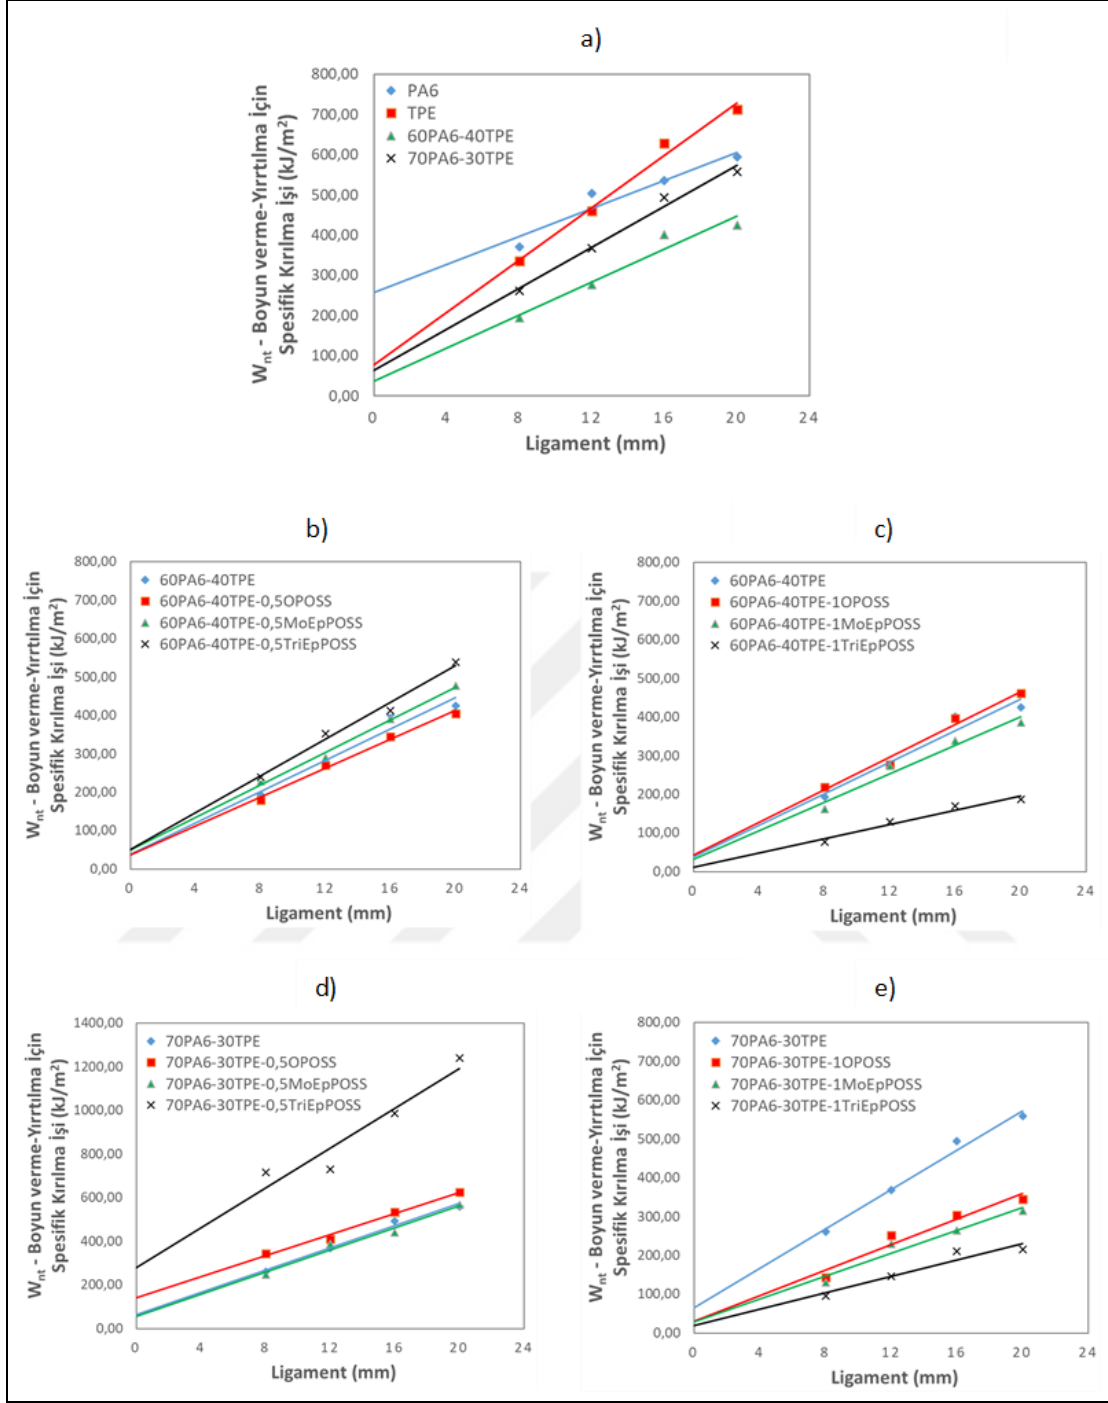 a)
W_nt - Boyun verme-Yırrtılma İçin
Spesifik Kırılma İşi (kJ/m²)
800,00
700,00
600,00
500,00
400,00
300,00
200,00
100,00
0,00
PA6
TPE
60PA6-40TPE
70PA6-30TPE
0 4 8 12 16 20 24
Ligament (mm)
b)
W_nt - Boyun verme-Yırrtılma İçin
Spesifik Kırılma İşi (kJ/m²)
800,00
700,00
600,00
500,00
400,00
300,00
200,00
100,00
0,00
60PA6-40TPE
60PA6-40TPE-0,5OPOSS
60PA6-40TPE-0,5MoEpPOSS
60PA6-40TPE-0,5TriEpPOSS
0 4 8 12 16 20 24
Ligament (mm)
c)
W_nt - Boyun verme-Yırrtılma İçin
Spesifik Kırılma İşi (kJ/m²)
800,00
700,00
600,00
500,00
400,00
300,00
200,00
100,00
0,00
60PA6-40TPE
60PA6-40TPE-1OPOSS
60PA6-40TPE-1MoEpPOSS
60PA6-40TPE-1TriEpPOSS
0 4 8 12 16 20 24
Ligament (mm)
d)
W_nt - Boyun verme-Yırrtılma İçin
Spesifik Kırılma İşi (kJ/m²)
1400,00
1200,00
1000,00
800,00
600,00
400,00
200,00
0,00
70PA6-30TPE
70PA6-30TPE-0,5OPOSS
70PA6-30TPE-0,5MoEpPOSS
70PA6-30TPE-0,5TriEpPOSS
0 4 8 12 16 20 24
Ligament (mm)
e)
W_nt - Boyun verme-Yırrtılma İçin
Spesifik Kırılma İşi (kJ/m²)
800,00
700,00
600,00
500,00
400,00
300,00
200,00
100,00
0,00
70PA6-30TPE
70PA6-30TPE-1OPOSS
70PA6-30TPE-1MoEpPOSS
70PA6-30TPE-1TriEpPOSS
0 4 8 12 16 20 24
Ligament (mm)